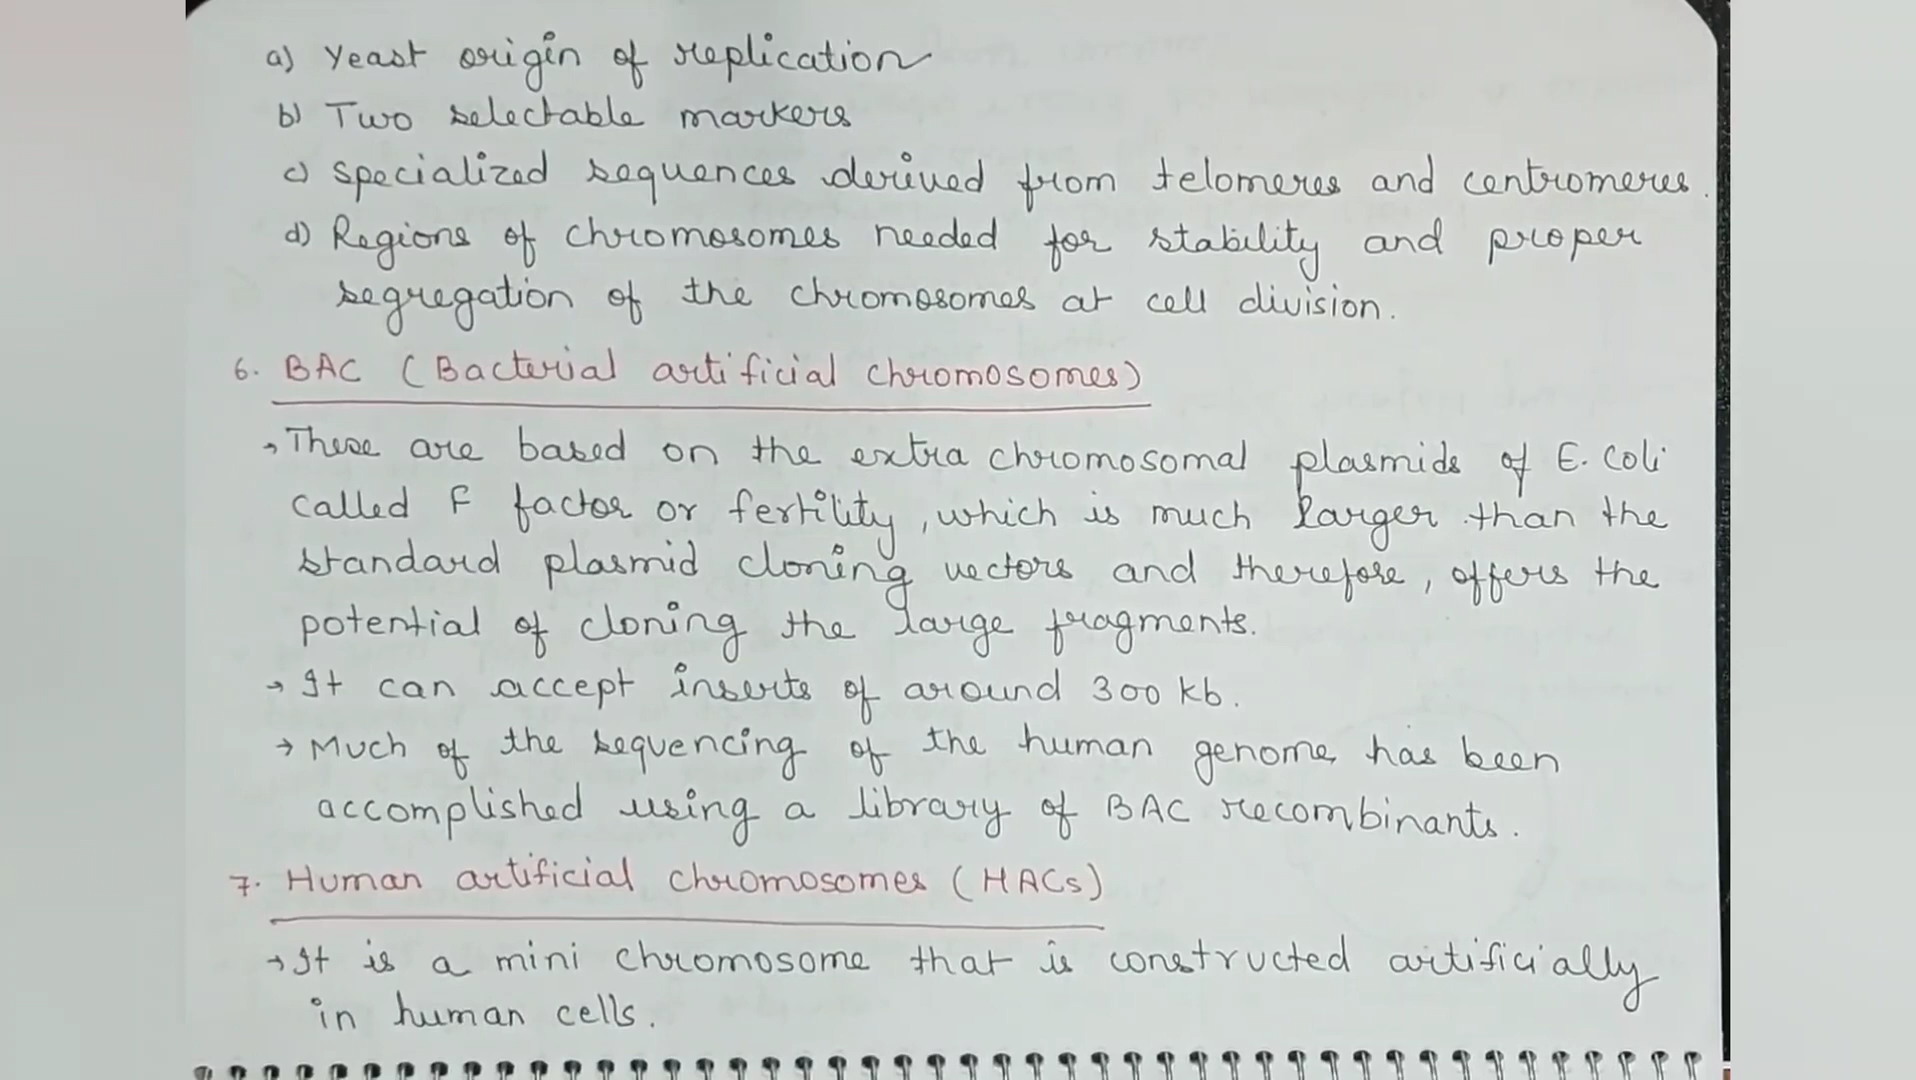 a) Yeast origin of replication
b) Two selectable markers
c) Specialized sequences derived from telomeres and centromeres.
d) Regions of chromosomes needed for stability and proper
segregation of the chromosomes at cell division.
6. BAC (Bacterial artificial chromosomes)
→ These are based on the extra chromosomal plasmids of E. Coli
called F factor or fertility, which is much larger than the
standard plasmid cloning vectors and therefore, offers the
potential of cloning the large fragments.
→ It can accept inserts of around 300 kb.
→ Much of the sequencing of the human genome has been
accomplished using a library of BAC recombinants.
7. Human artificial chromosomes (HACs)
→ It is a mini chromosome that is constructed artificially
in human cells.